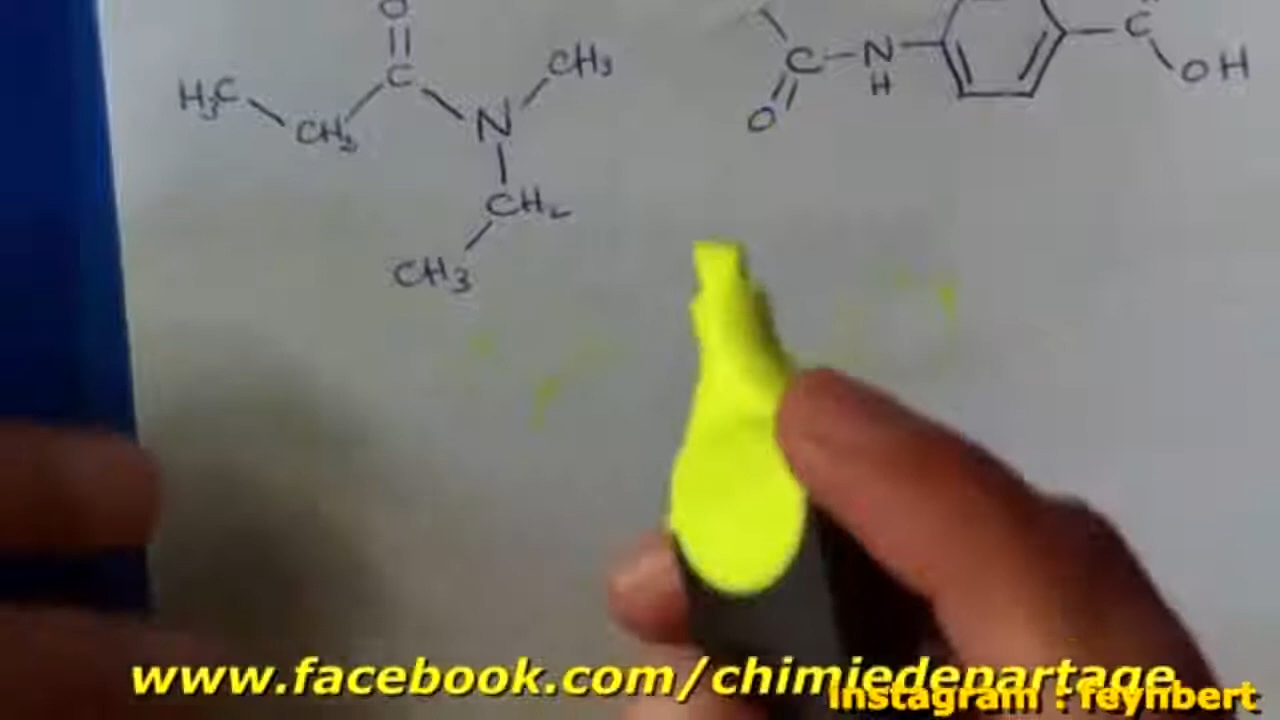 O
C
H3C
CH2
N
CH3
CH2
CH3
C
O
N
H
C
OH
www.facebook.com/chimiedepartage
Instagram : feynbert